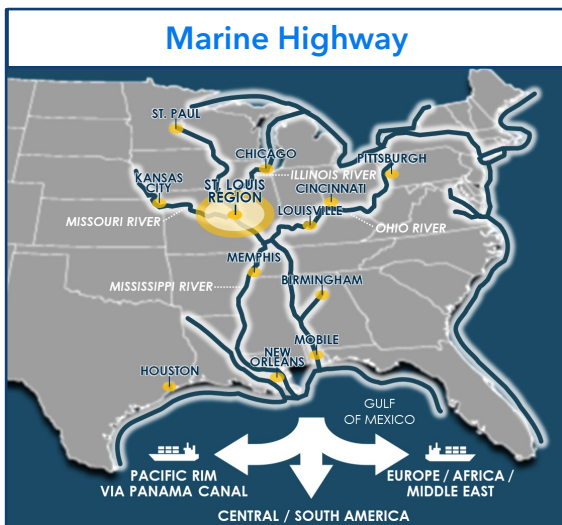 Marine Highway
ST. PAUL
CHICAGO
ILLINOIS RIVER
PITTSBURGH
KANSAS
CITY
ST. LOUIS
REGION
CINCINNATI
LOUISVILLE
MISSOURI RIVER
OHIO RIVER
MEMPHIS
MISSISSIPPI RIVER
BIRMINGHAM
MOBILE
NEW
ORLEANS
HOUSTON
GULF
OF MEXICO
PACIFIC RIM
VIA PANAMA CANAL
EUROPE / AFRICA /
MIDDLE EAST
CENTRAL / SOUTH AMERICA